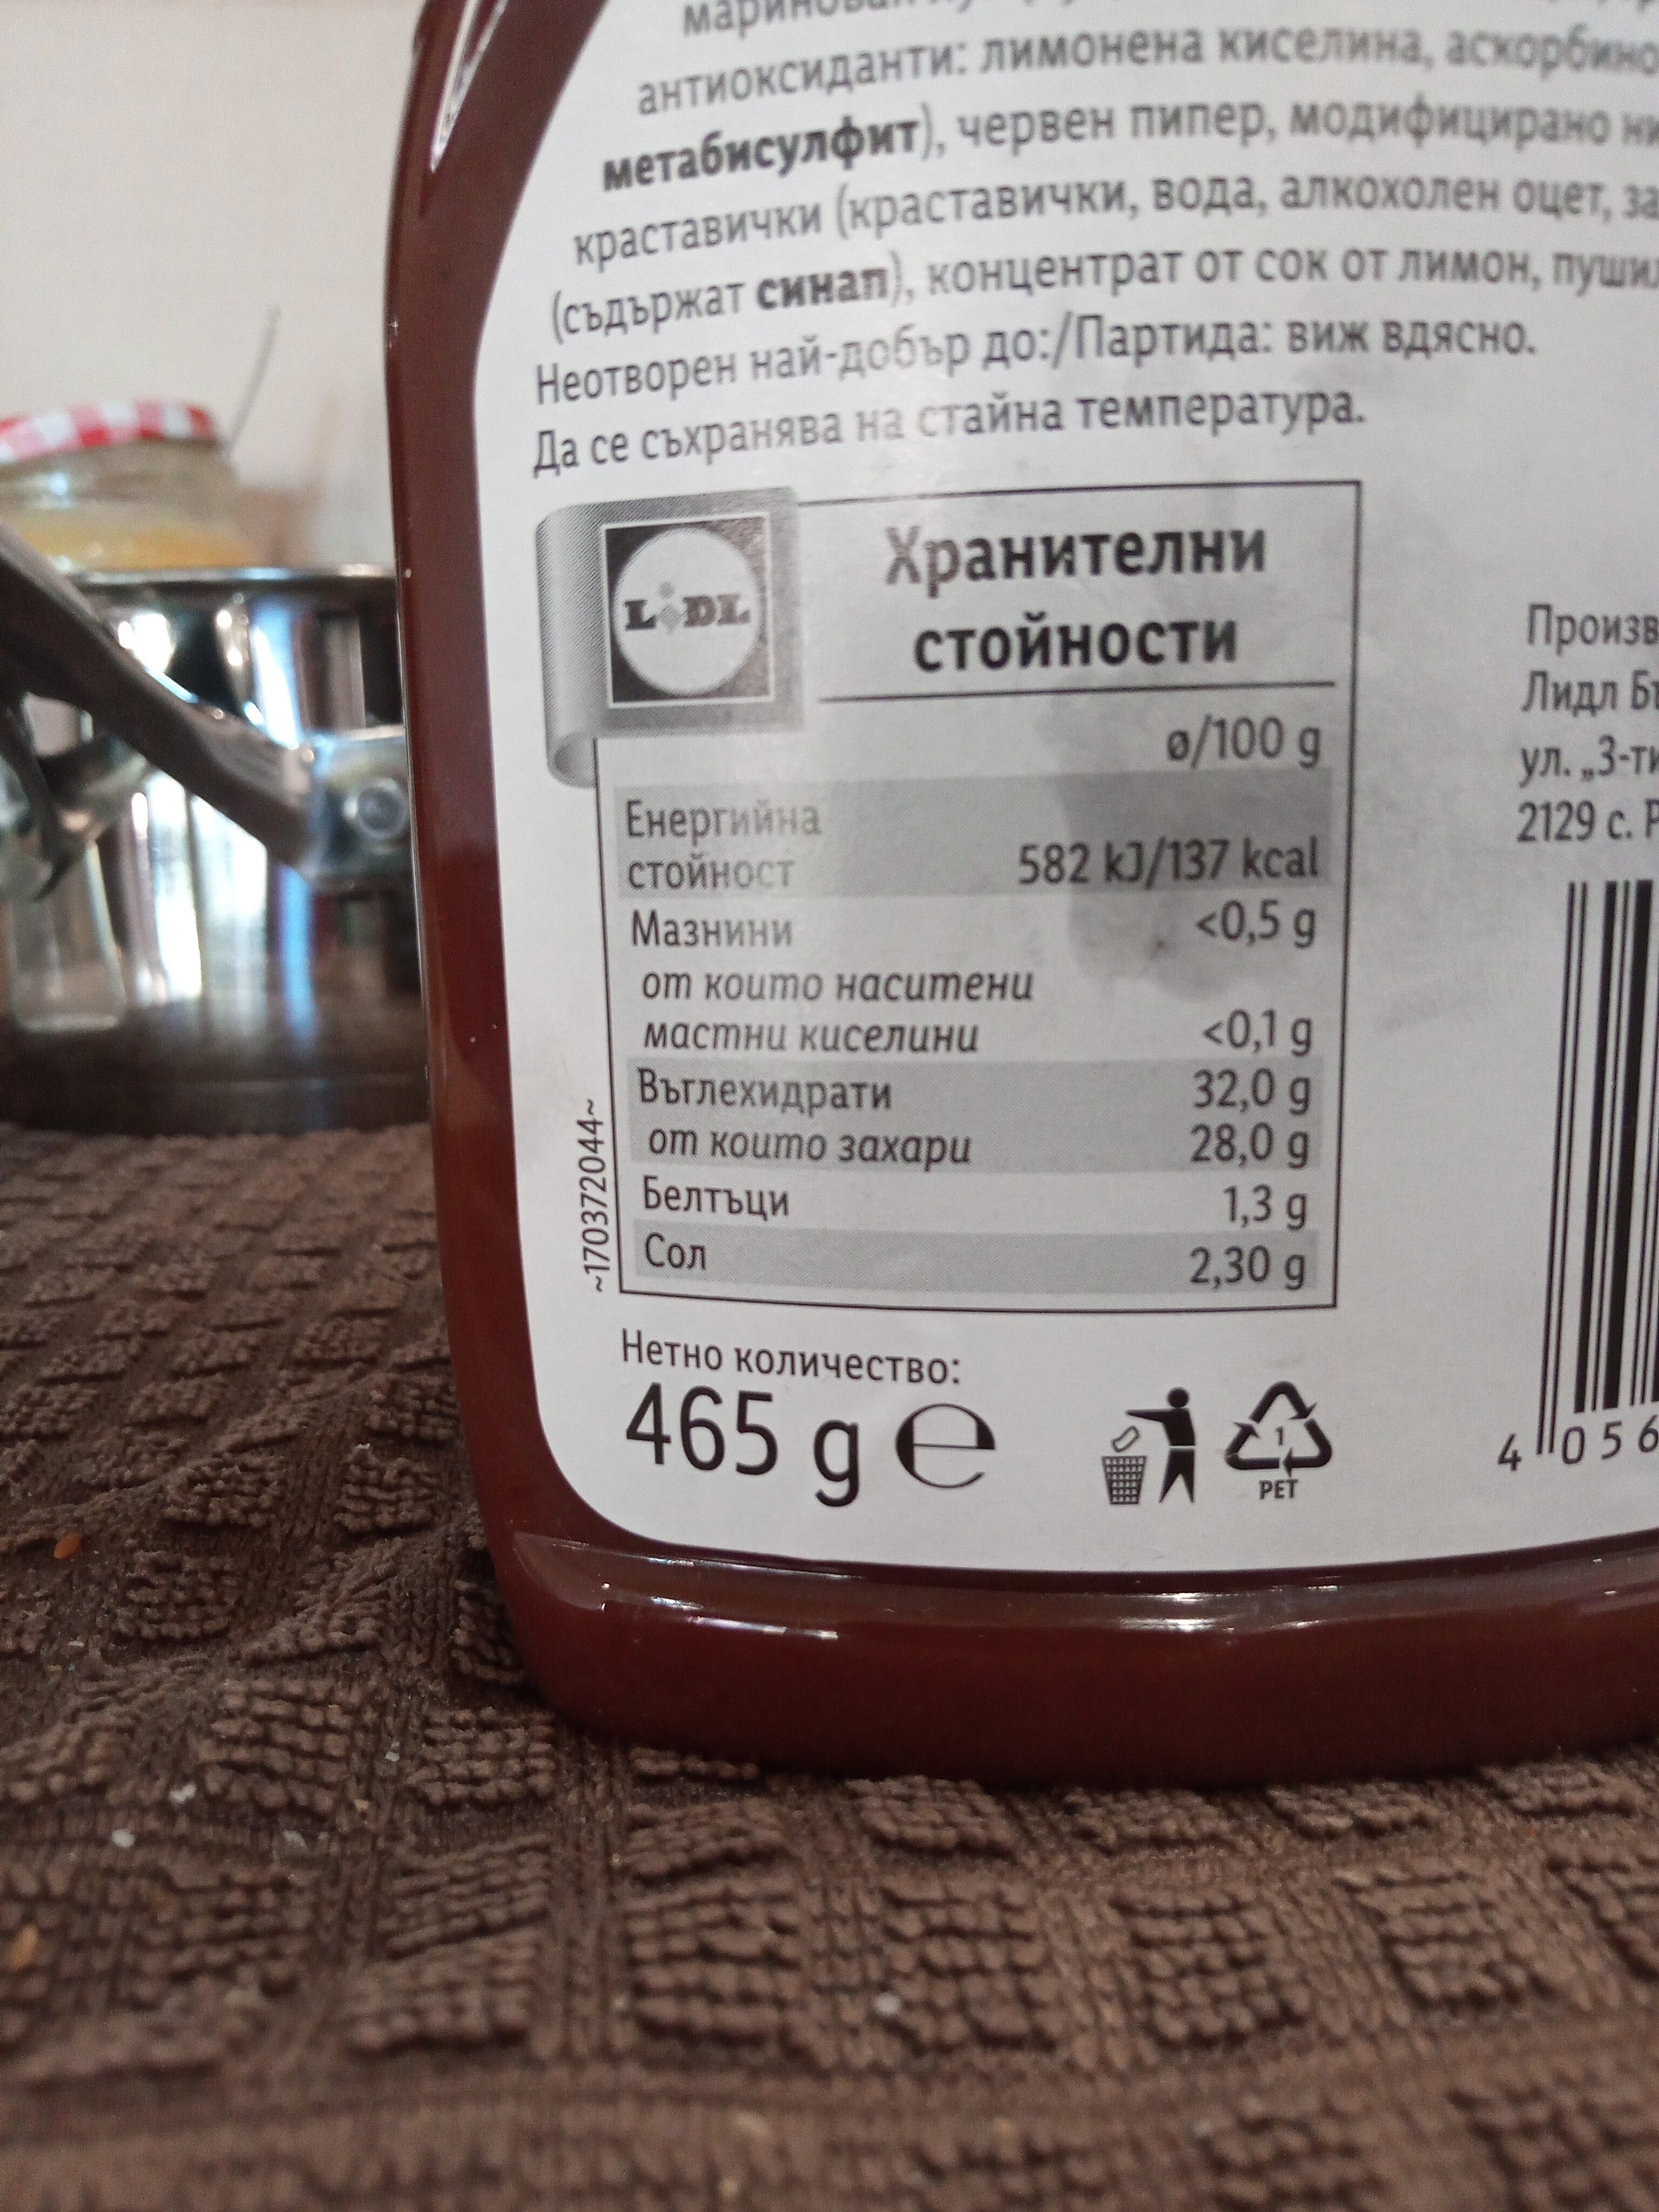 антиоксиданти: лимонена киселина,
метабисулфит), червен пипер, модифицирано
краставички (краставички, вода, алкохолен оцет,
(съдържат синап), концентрат от сок от лимон,
Неотворен най-добър до:/Партида: виж вдясно.
Да се съхранява на стайна температура.
LIDL
Хранителни
стойности
ø/100 g
Енергийна
стойност 582 kJ/137 kcal
Мазнини <0,5 g
от които наситени
мастни киселини <0,1 g
Въглехидрати 32,0 g
от които захари 28,0 g
Белтъци 1,3 g
Сол 2,30 g
~170372044~
Нетно количество:
465 g e
1
PET
Лидл
ул. „3-ти
2129 с.
4 056